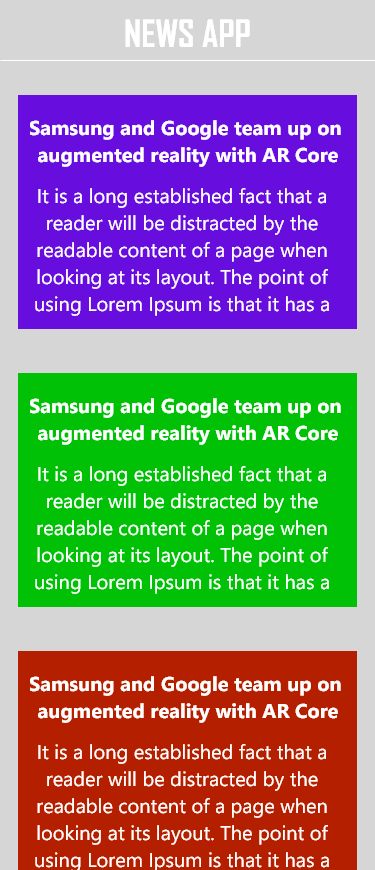 NEWS APP
Samsung and Google team up on
augmented reality with AR Core
It is a long established fact that a
reader will be distracted by the
readable content of a page when
looking at its layout. The point of
using Lorem Ipsum is that it has a
Samsung and Google team up on
augmented reality with AR Core
It is a long established fact that a
reader will be distracted by the
readable content of a page when
looking at its layout. The point of
using Lorem Ipsum is that it has a
Samsung and Google team up on
augmented reality with AR Core
It is a long established fact that a
reader will be distracted by the
readable content of a page when
looking at its layout. The point of
using Lorem Ipsum is that it has a